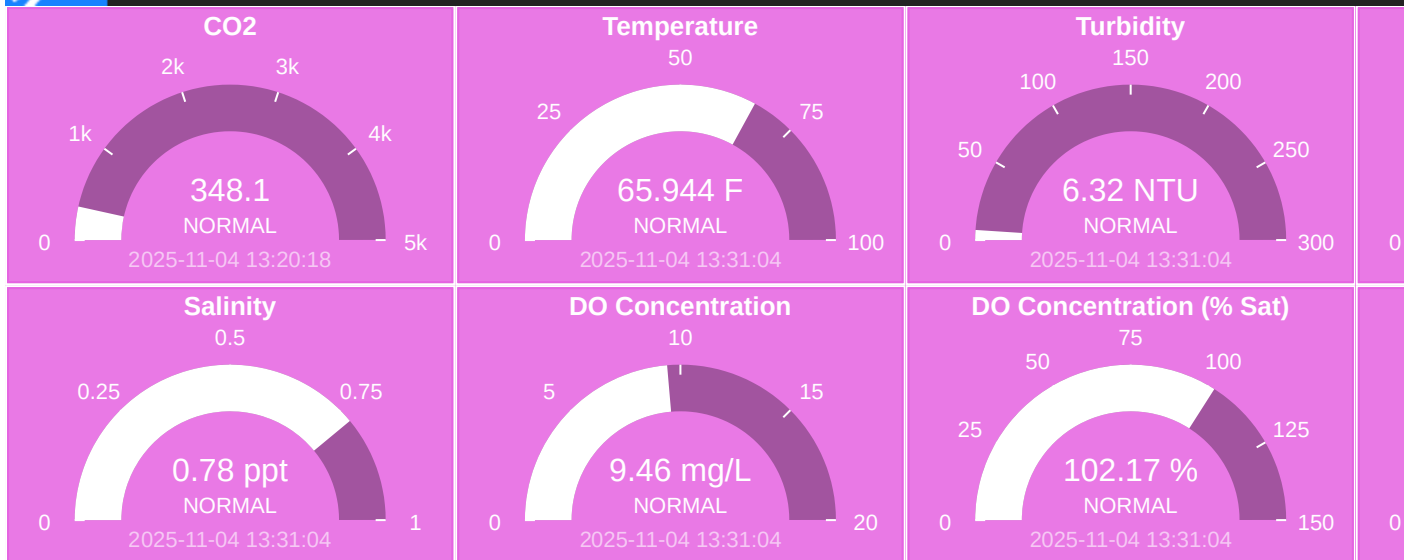 CO2
0
1k
2k
3k
4k
5k
348.1
NORMAL
2025-11-04 13:20:18
Temperature
0
25
50
75
100
65.944 F
NORMAL
2025-11-04 13:31:04
Turbidity
0
50
100
150
200
250
300
6.32 NTU
NORMAL
2025-11-04 13:31:04
0
Salinity
0
0.25
0.5
0.75
1
0.78 ppt
NORMAL
2025-11-04 13:31:04
DO Concentration
0
5
10
15
20
9.46 mg/L
NORMAL
2025-11-04 13:31:04
DO Concentration (% Sat)
0
25
50
75
100
125
150
102.17 %
NORMAL
2025-11-04 13:31:04
0